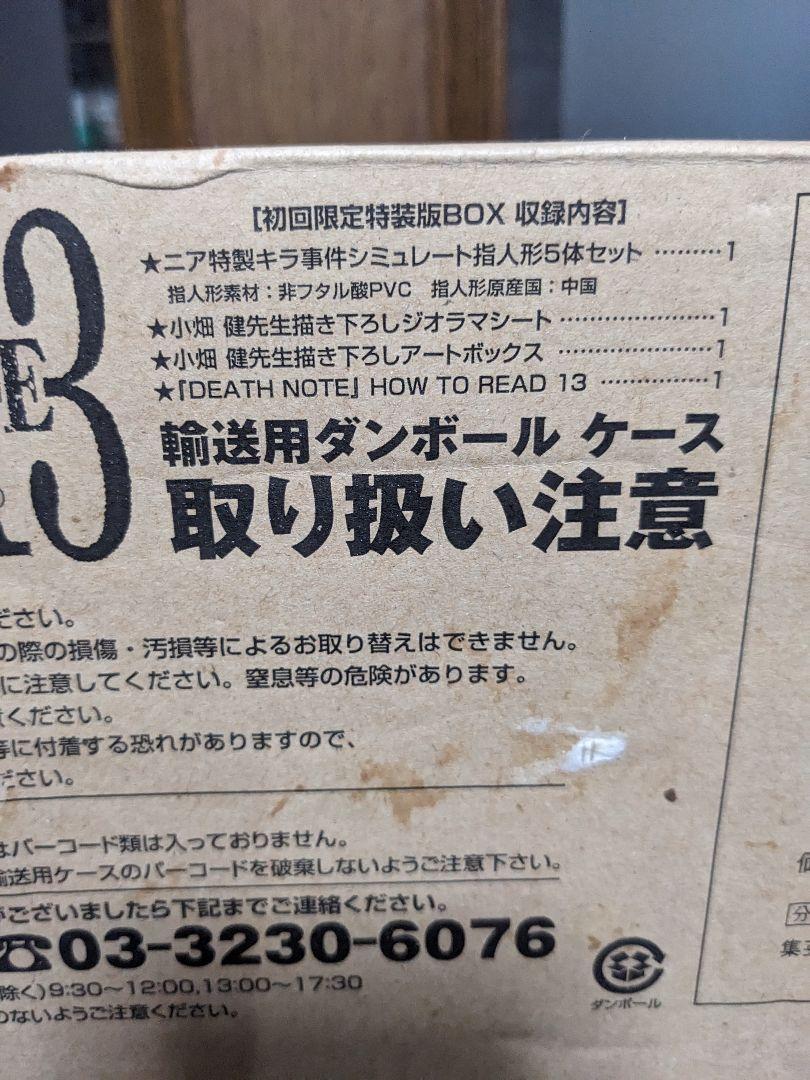 [初回限定特装版BOX 収録内容]
★ニア特製キラ事件シミュレート指人形5体セット ………1
指人形素材：非フタル酸PVC　指人形原産国：中国
★小畑 健先生描き下ろしジオラマシート …………………1
★小畑 健先生描き下ろしアートボックス …………………1
★『DEATH NOTE』 HOW TO READ 13 ……………1
E
3
輸送用ダンボール ケース
取り扱い注意
ださい。
の際の損傷・汚損等によるお取り替えはできません。
に注意してください。窒息等の危険があります。
ください。
等に付着する恐れがありますので、
ださい。
はバーコード類は入っておりません。
輸送用ケースのバーコードを破棄しないようご注意下さい。
ございましたら下記までご連絡ください。
☎03-3230-6076
除く)9:30〜12:00,13:00〜17:30
のないようご注意ください。
ダンボール
価
分
集英